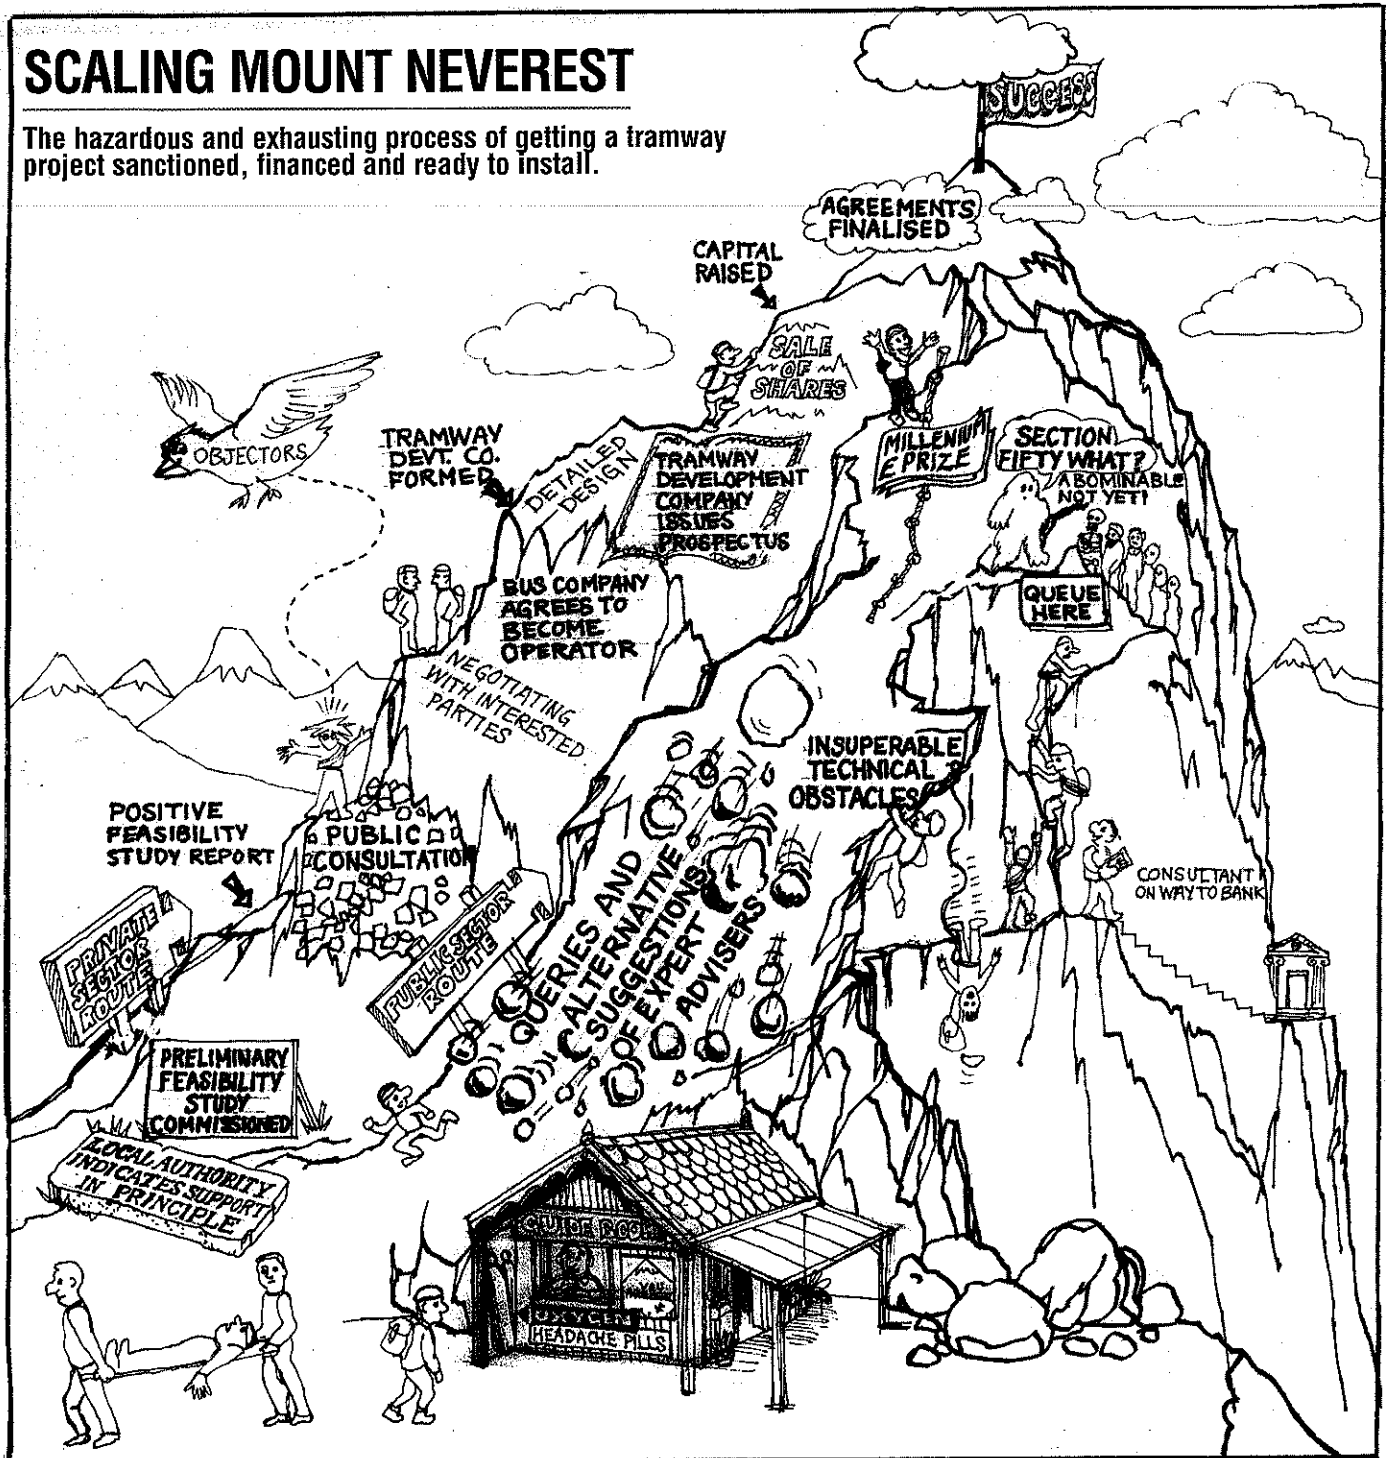 SCALING MOUNT NEVEREST
The hazardous and exhausting process of getting a tramway
project sanctioned, financed and ready to install.
SUCCESS
AGREEMENTS
FINALISED
CAPITAL
RAISED
SALE
OF
SHARES
OBJECTORS
TRAMWAY
DEVT. CO.
FORMED
DETAILED
DESIGN
TRAMWAY
DEVELOPMENT
COMPANY
ISSUES
PROSPECTUS
MILLENIUM
£ PRIZE
SECTION
FIFTY WHAT?
ABOMINABLE
NOT YET!
QUEUE
HERE
BUS COMPANY
AGREES TO
BECOME
OPERATOR
NEGOTIATING
WITH INTERESTED
PARTIES
INSUPERABLE
TECHNICAL
OBSTACLES
POSITIVE
FEASIBILITY
STUDY REPORT
PUBLIC
CONSULTATION
CONSULTANT
ON WAY TO BANK
PRIVATE
SECTOR
ROUTE
PUBLIC SECTOR
ROUTE
QUERIES AND
ALTERNATIVE
SUGGESTIONS
OF EXPERT
ADVISERS
PRELIMINARY
FEASIBILITY
STUDY
COMMISSIONED
LOCAL AUTHORITY
INDICATES SUPPORT
IN PRINCIPLE
GUIDE BOOK
YOU
OXYGEN
HEADACHE PILLS